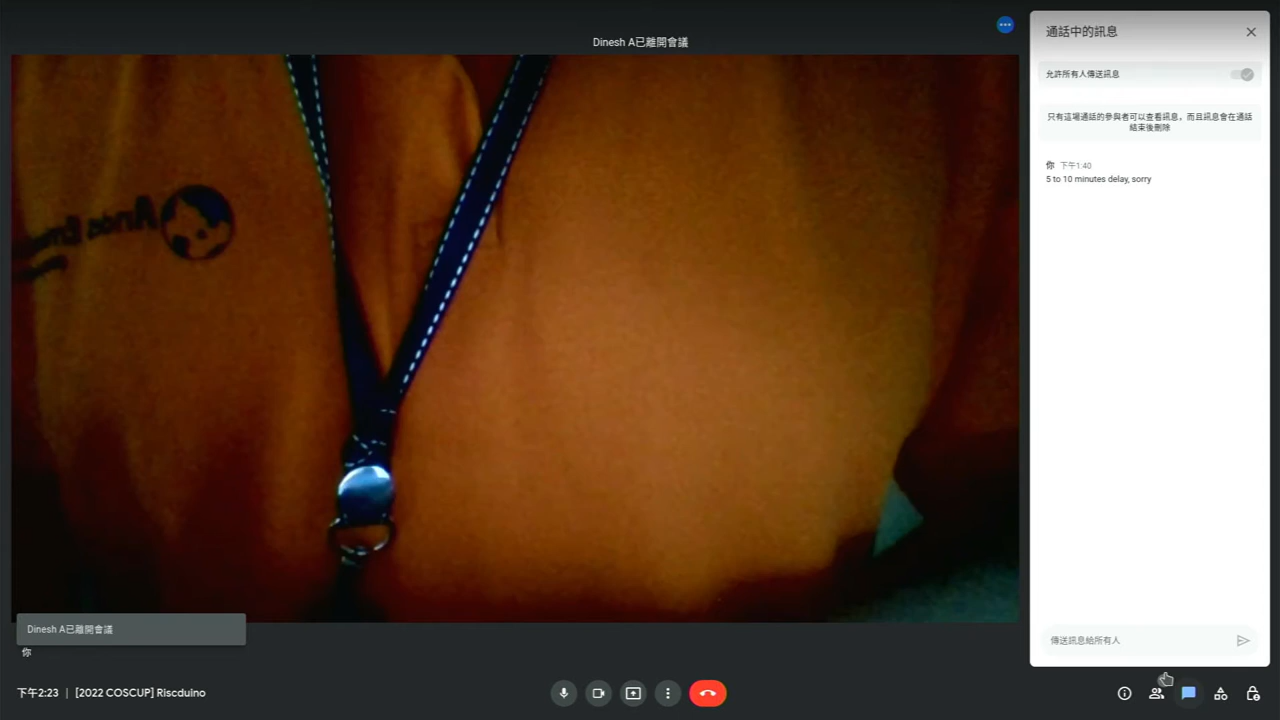 Dinesh A已離開會議
通話中的訊息
允許所有人傳送訊息
只有這場通話的參與者可以查看訊息，而且訊息會在通話
結束後刪除
你 下午1:40
5 to 10 minutes delay, sorry
Dinesh A已離開會議
你
傳送訊息給所有人
下午2:23 | [2022 COSCUP] Riscduino